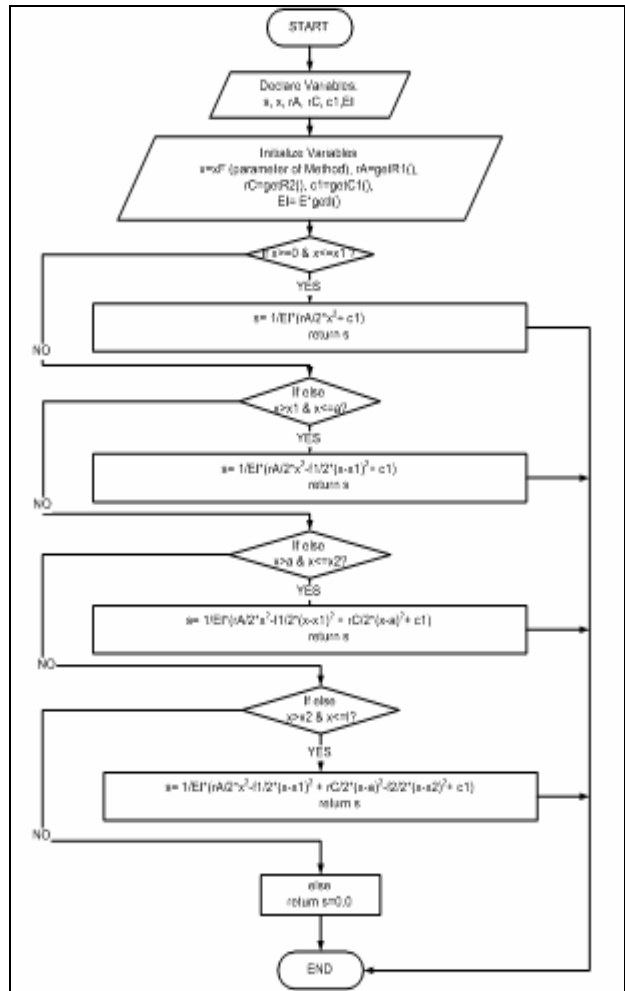 START
Declare Variables.
s, x, rA, rC, c1,EI
Initialize Variables
x=xF (parameter of Method), rA=getR1(),
rC=getR2(), c1=getC1(),
EI= E*getI()
If x>=0 & x<=x1?
YES
s= 1/EI*(rA/2*x²+ c1)
return s
NO
If else
x>x1 & x<=a?
YES
s= 1/EI*(rA/2*x²-f1/2*(x-x1)²+ c1)
return s
NO
If else
x>a & x<=x2?
YES
s= 1/EI*(rA/2*x²-f1/2*(x-x1)² + rC/2*(x-a)²+ c1)
return s
NO
If else
x>x2 & x<=l?
YES
s= 1/EI*(rA/2*x²-f1/2*(x-x1)² + rC/2*(x-a)²-f2/2*(x-x2)²+ c1)
return s
NO
else
return s=0.0
END